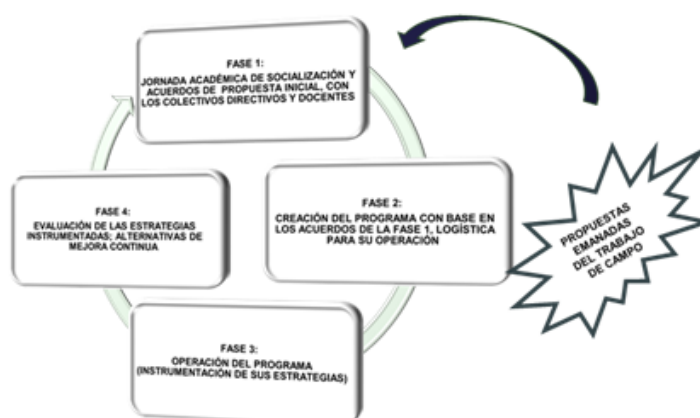 FASE 1:
JORNADA ACADÉMICA DE SOCIALIZACIÓN Y
ACUERDOS DE PROPUESTA INICIAL, CON
LOS COLECTIVOS DIRECTIVOS Y DOCENTES
FASE 2:
CREACIÓN DEL PROGRAMA CON BASE EN
LOS ACUERDOS DE LA FASE 1, LOGÍSTICA
PARA SU OPERACIÓN
FASE 3:
OPERACIÓN DEL PROGRAMA
(INSTRUMENTACIÓN DE SUS ESTRATEGIAS)
FASE 4:
EVALUACIÓN DE LAS ESTRATEGIAS
INSTRUMENTADAS; ALTERNATIVAS DE
MEJORA CONTINUA
PROPUESTAS
EMANADAS
DEL TRABAJO
DE CAMPO